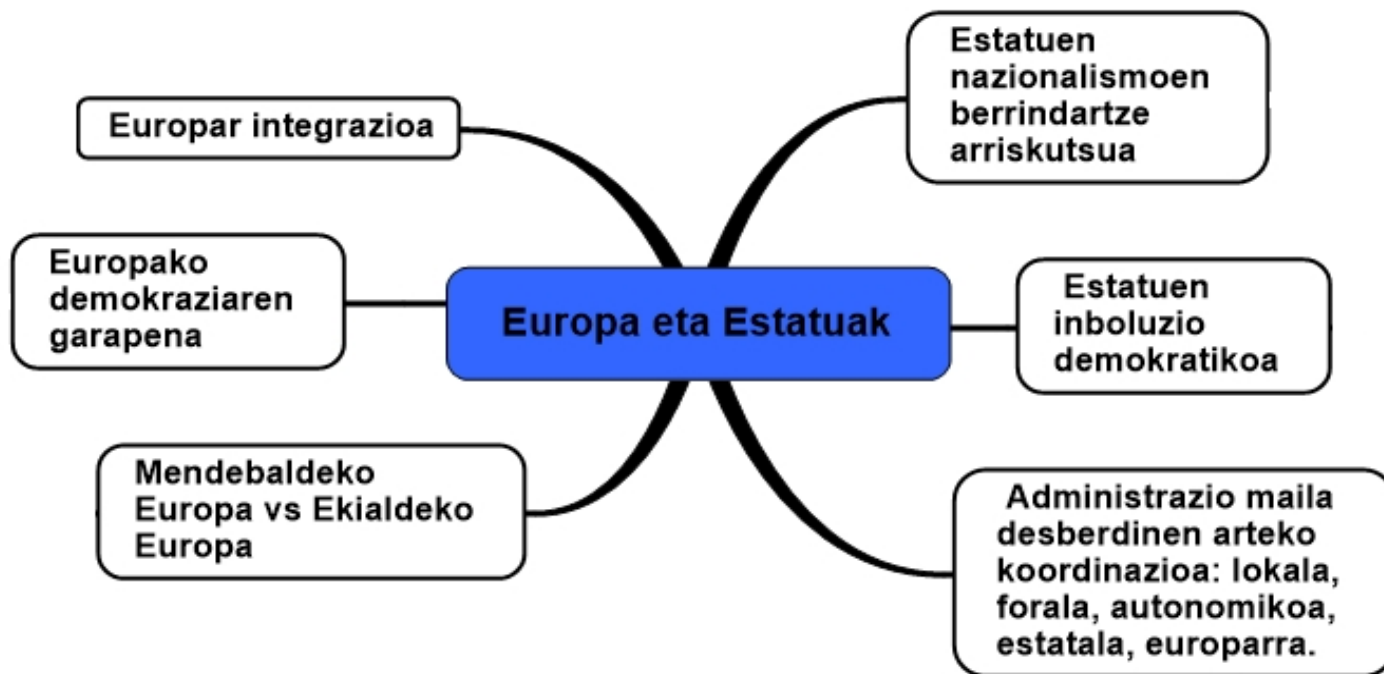 Europar integrazioa
Europako
demokraziaren
garapena
Mendebaldeko
Europa vs Ekialdeko
Europa
Europa eta Estatuak
Estatuen
nazionalismoen
berrindartze
arriskutsua
Estatuen
inboluzio
demokratikoa
Administrazio maila
desberdinen arteko
koordinazioa: lokala,
forala, autonomikoa,
estatala, europarra.